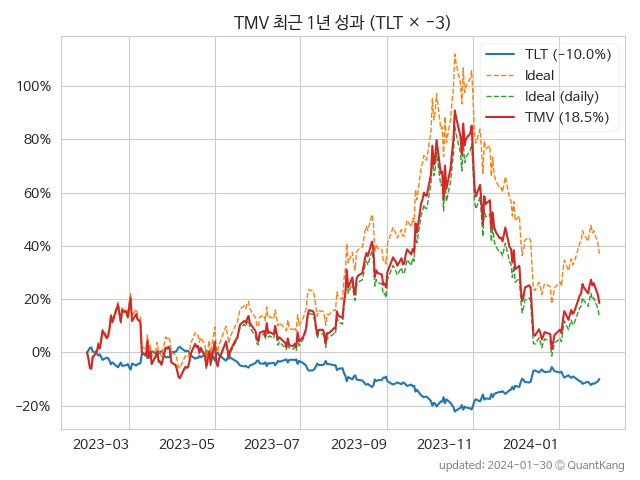 TMV 최근 1년 성과 (TLT × −3)
TLT (−10.0%)
Ideal
Ideal (daily)
TMV (18.5%)
100%
80%
60%
40%
20%
0%
−20%
2023-03 2023-05 2023-07 2023-09 2023-11 2024-01
updated: 2024-01-30 © QuantKang